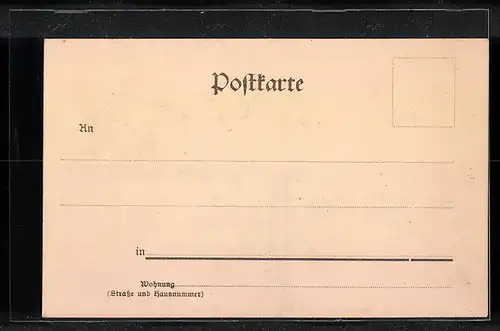 Postkarte
An
in
Wohnung
(Straße und Hausnummer)